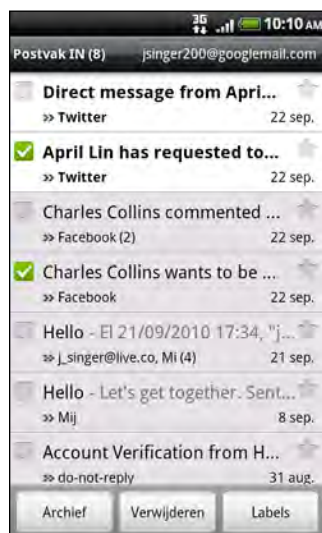 3G 10:10 AM
Postvak IN (8) jsinger200@googlemail.com
Direct message from Apri...
» Twitter 22 sep.
April Lin has requested to...
» Twitter 22 sep.
Charles Collins commented ...
» Facebook (2) 22 sep.
Charles Collins wants to be ...
» Facebook 22 sep.
Hello - El 21/09/2010 17:34, "j...
» j_singer@live.co, Mi (4) 21 sep.
Hello - Let's get together. Sent...
» Mij 8 sep.
Account Verification from H...
» do-not-reply 31 aug.
Archief Verwijderen Labels